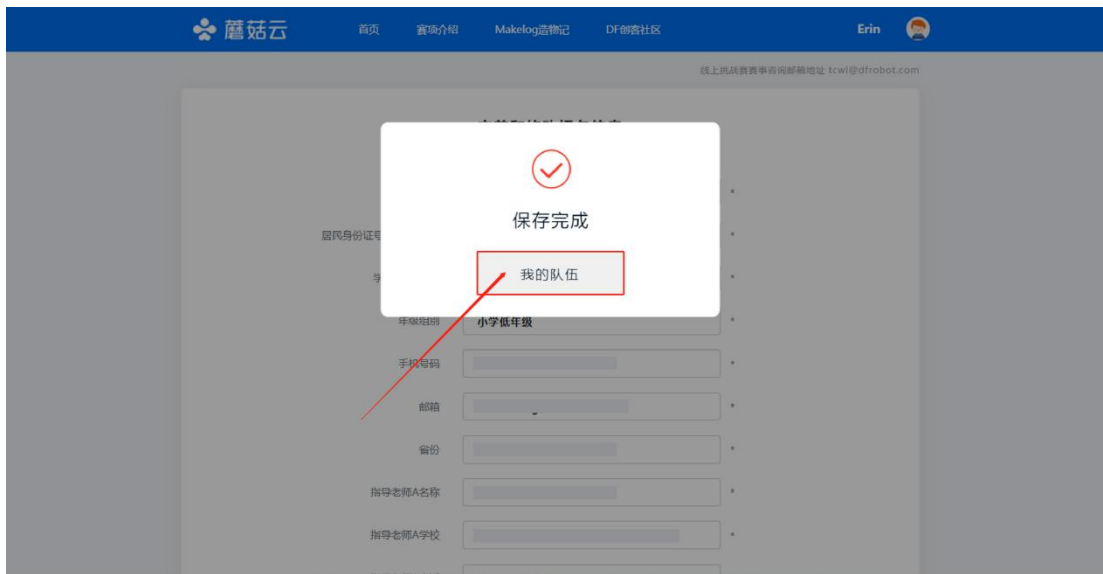 蘑菇云 首页 赛项介绍 Makelog造物记 DF创客社区 Erin
线上挑战赛赛事咨询邮箱地址 tcwl@dfrobot.com
*
保存完成
居民身份证号 *
我的队伍
学 *
年级组别 小学低年级 *
手机号码 *
邮箱 *
省份 *
指导老师A名称 *
指导老师A学校 *